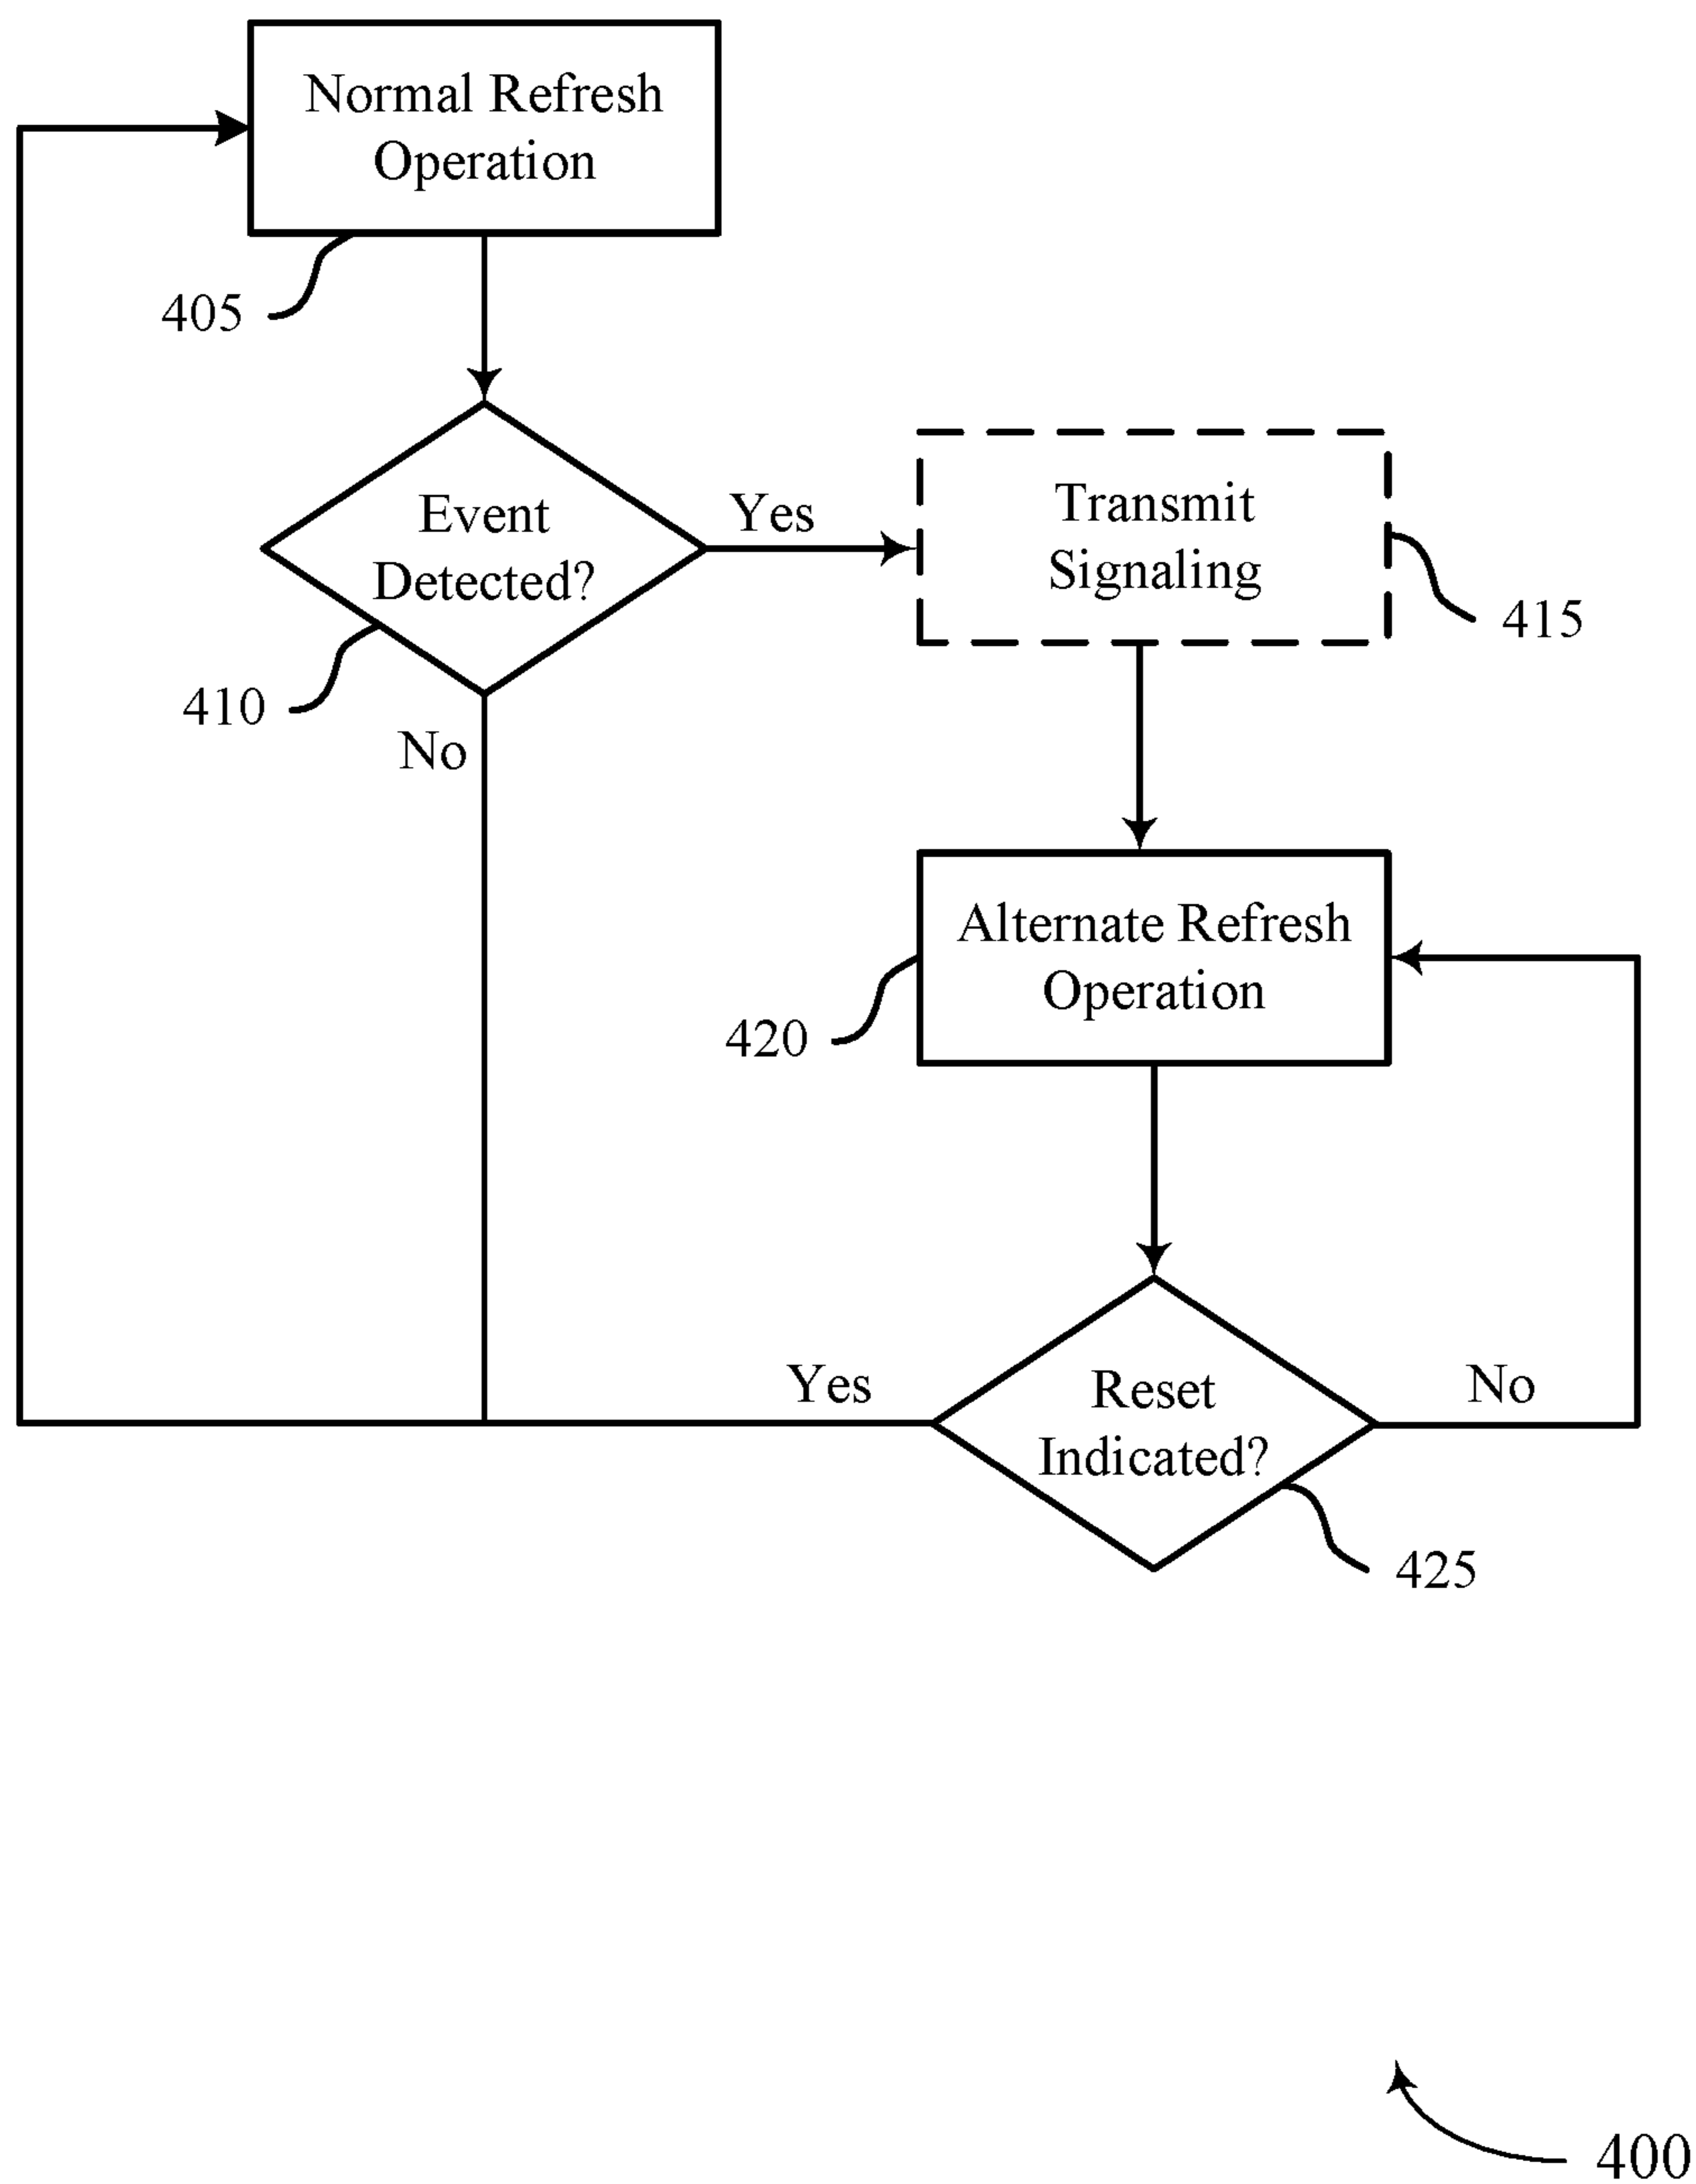 Normal Refresh
Operation
405
Event
Detected?
Yes
410
No
Transmit
Signaling
415
Alternate Refresh
Operation
420
Reset
Indicated?
Yes
No
425
400